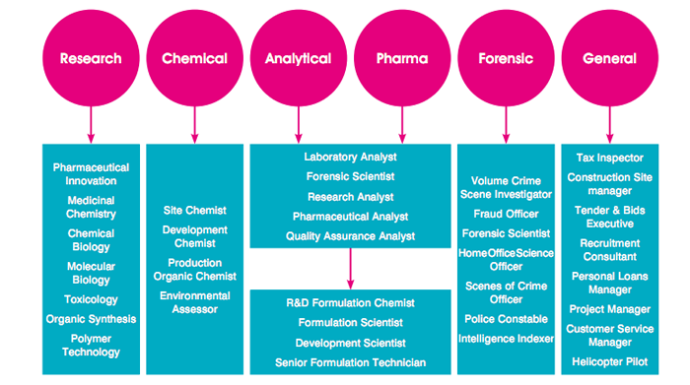 Research
Chemical
Analytical
Pharma
Forensic
General
Pharmaceutical
Innovation
Medicinal
Chemistry
Chemical
Biology
Molecular
Biology
Toxicology
Organic Synthesis
Polymer
Technology
Site Chemist
Development
Chemist
Production
Organic Chemist
Environmental
Assessor
Laboratory Analyst
Forensic Scientist
Research Analyst
Pharmaceutical Analyst
Quality Assurance Analyst
R&D Formulation Chemist
Formulation Scientist
Development Scientist
Senior Formulation Technician
Volume Crime
Scene Investigator
Fraud Officer
Forensic Scientist
HomeOfficeScience
Officer
Scenes of Crime
Officer
Police Constable
Intelligence Indexer
Tax Inspector
Construction Site
manager
Tender & Bids
Executive
Recruitment
Consultant
Personal Loans
Manager
Project Manager
Customer Service
Manager
Helicopter Pilot